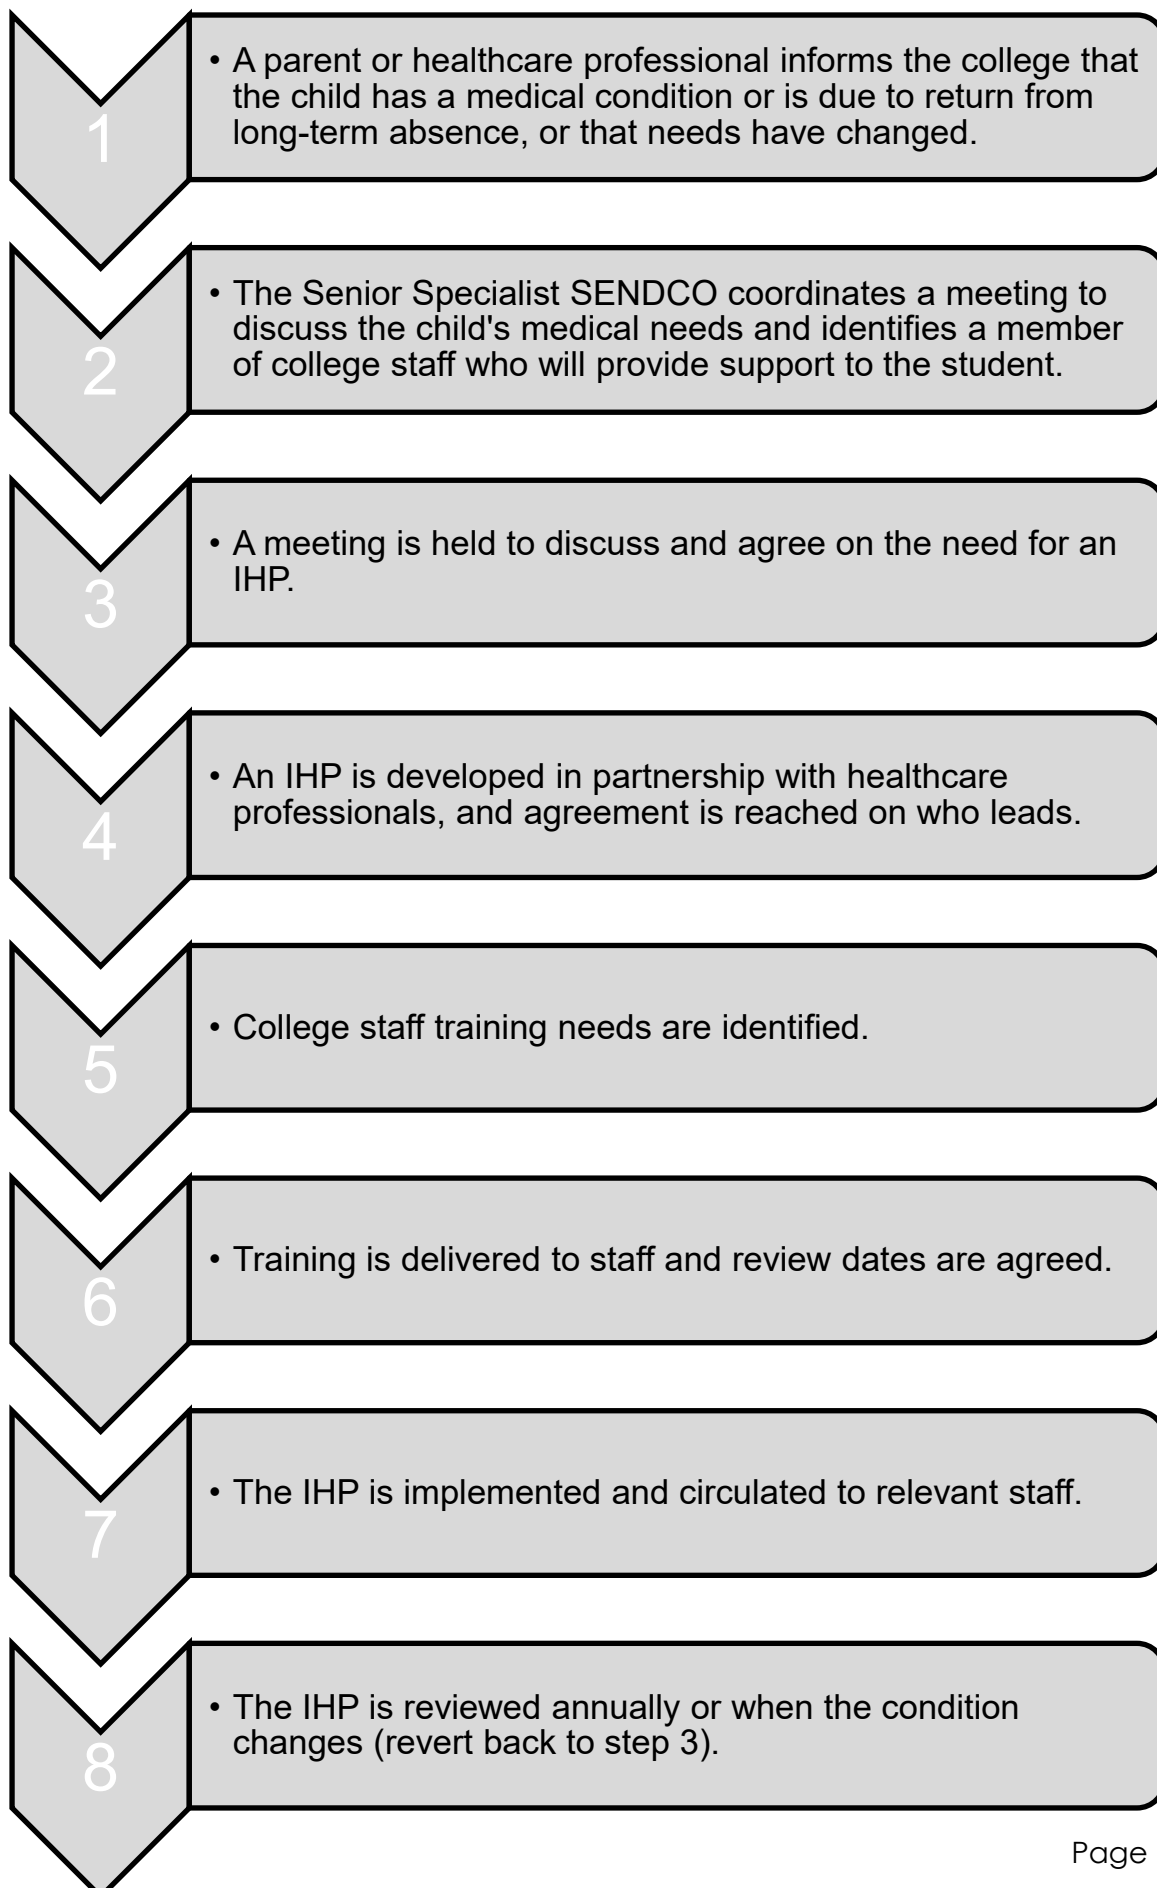 1
• A parent or healthcare professional informs the college that
the child has a medical condition or is due to return from
long-term absence, or that needs have changed.
2
• The Senior Specialist SENDCO coordinates a meeting to
discuss the child's medical needs and identifies a member
of college staff who will provide support to the student.
3
• A meeting is held to discuss and agree on the need for an
IHP.
4
• An IHP is developed in partnership with healthcare
professionals, and agreement is reached on who leads.
5
• College staff training needs are identified.
6
• Training is delivered to staff and review dates are agreed.
7
• The IHP is implemented and circulated to relevant staff.
8
• The IHP is reviewed annually or when the condition
changes (revert back to step 3).
Page